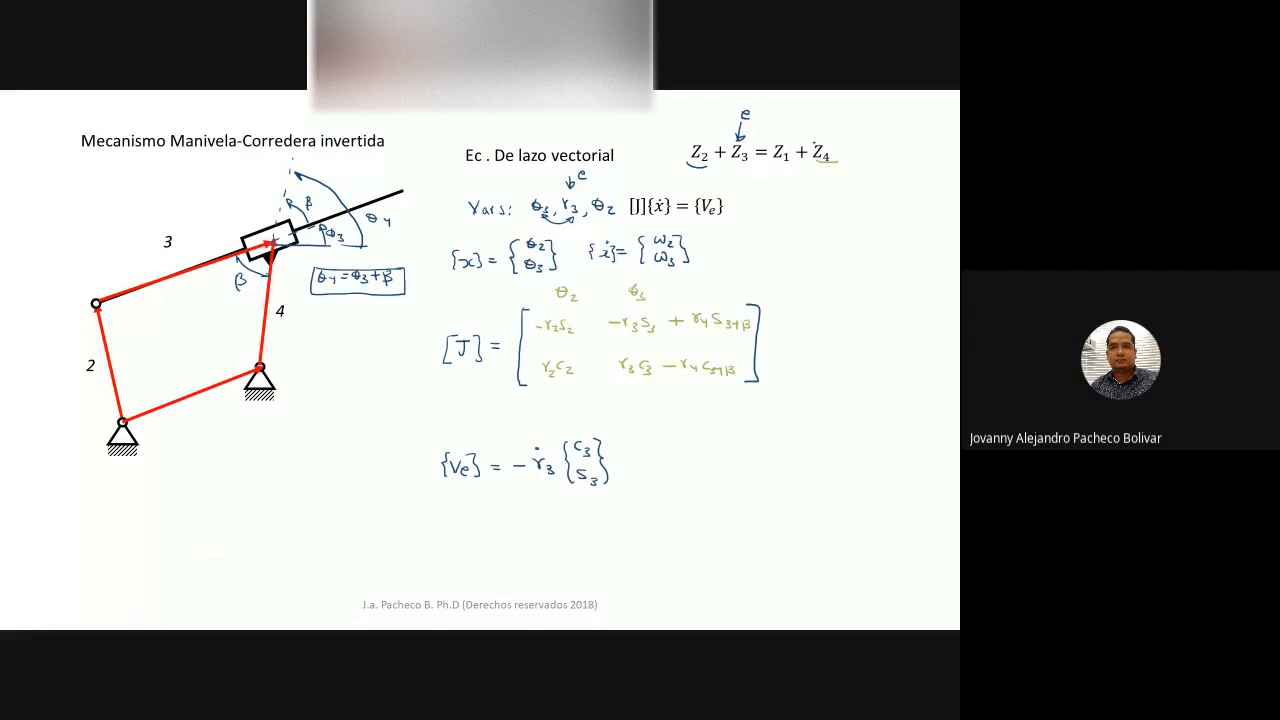 e
Mecanismo Manivela-Corredera invertida
Ec . De lazo vectorial
Z₂ + Z₃ = Z₁ + Z₄
e
Vars: θ₃, r₃, θ₂ [J]{ẋ} = {Vₑ}
β
θ₄
θ₃
3
{x} = {θ₂ θ₃} {ẋ} = {ω₂ ω₃}
β
θ₄ = θ₃ + β
θ₂ θ₃
4
-r₂S₂ -r₃S₃ + r₄S₃₊β
[J] =
2
r₂C₂ r₃C₃ - r₄C₃₊β
Jovanny Alejandro Pacheco Bolivar
{Ve} = - ṙ₃ {C₃ S₃}
J.a. Pacheco B. Ph.D (Derechos reservados 2018)